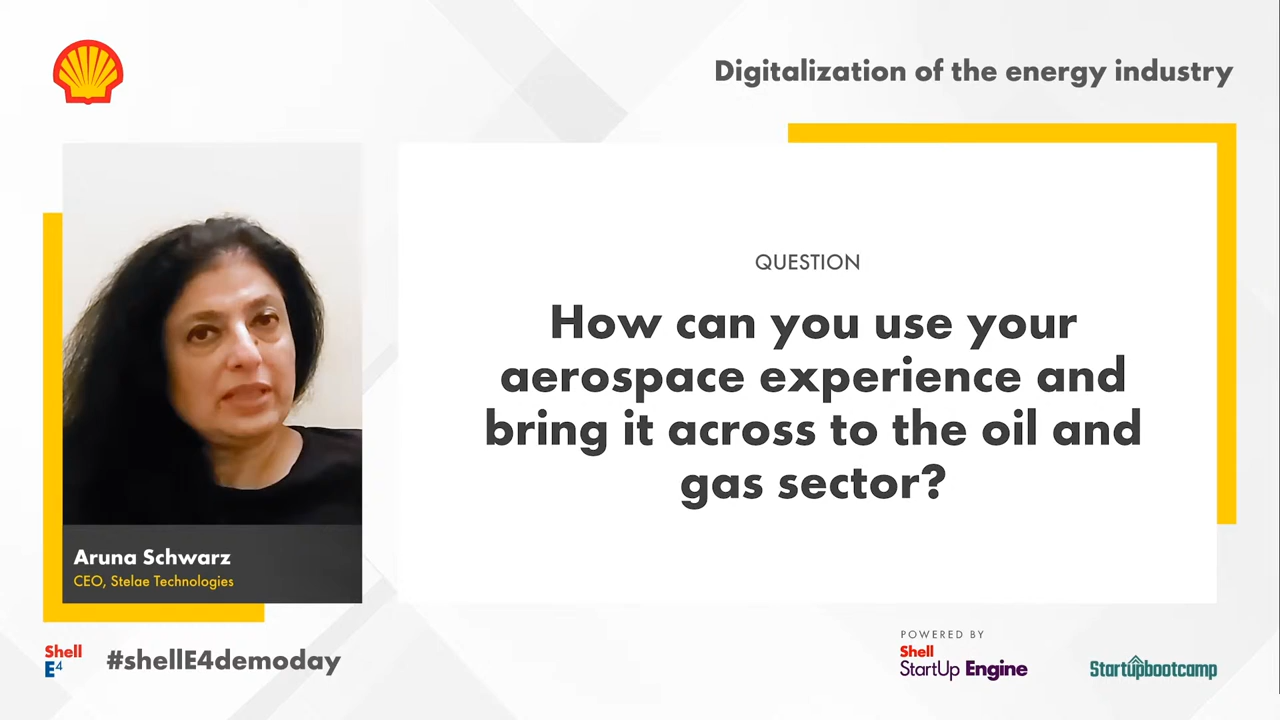 Digitalization of the energy industry
QUESTION
How can you use your
aerospace experience and
bring it across to the oil and
gas sector?
Aruna Schwarz
CEO, Stelae Technologies
Shell
E4
#shellE4demoday
POWERED BY
Shell
StartUp Engine
Startupbootcamp